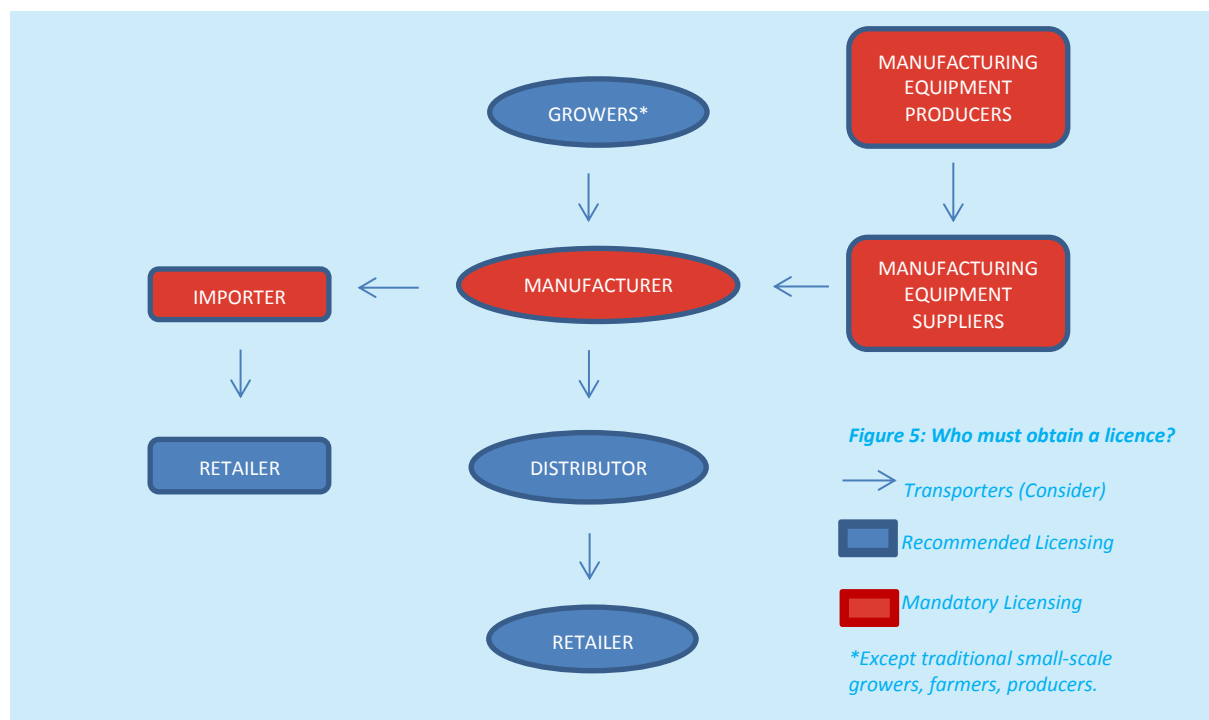 MANUFACTURING
EQUIPMENT
PRODUCERS
GROWERS*
IMPORTER
MANUFACTURER
MANUFACTURING
EQUIPMENT
SUPPLIERS
RETAILER
DISTRIBUTOR
RETAILER
Figure 5: Who must obtain a licence?
Transporters (Consider)
Recommended Licensing
Mandatory Licensing
*Except traditional small-scale
growers, farmers, producers.